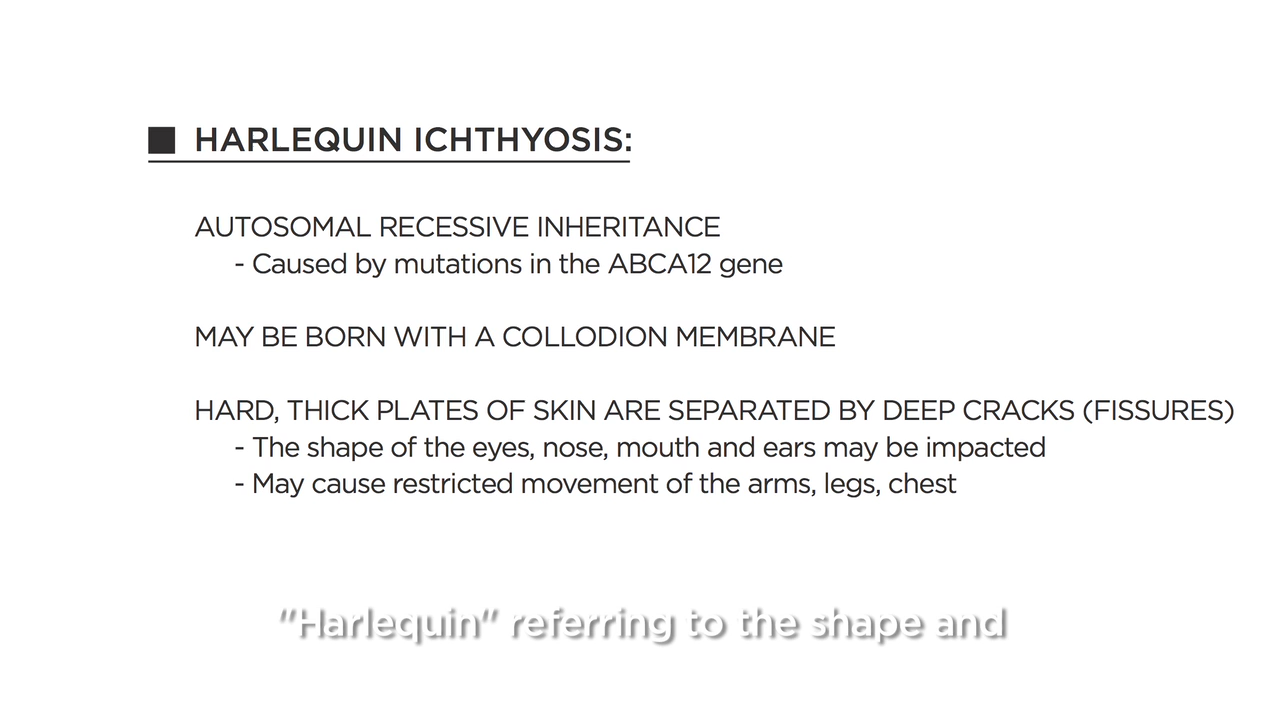 HARLEQUIN ICHTHYOSIS:
AUTOSOMAL RECESSIVE INHERITANCE
- Caused by mutations in the ABCA12 gene
MAY BE BORN WITH A COLLODION MEMBRANE
HARD, THICK PLATES OF SKIN ARE SEPARATED BY DEEP CRACKS (FISSURES)
- The shape of the eyes, nose, mouth and ears may be impacted
- May cause restricted movement of the arms, legs, chest
"Harlequin" referring to the shape and